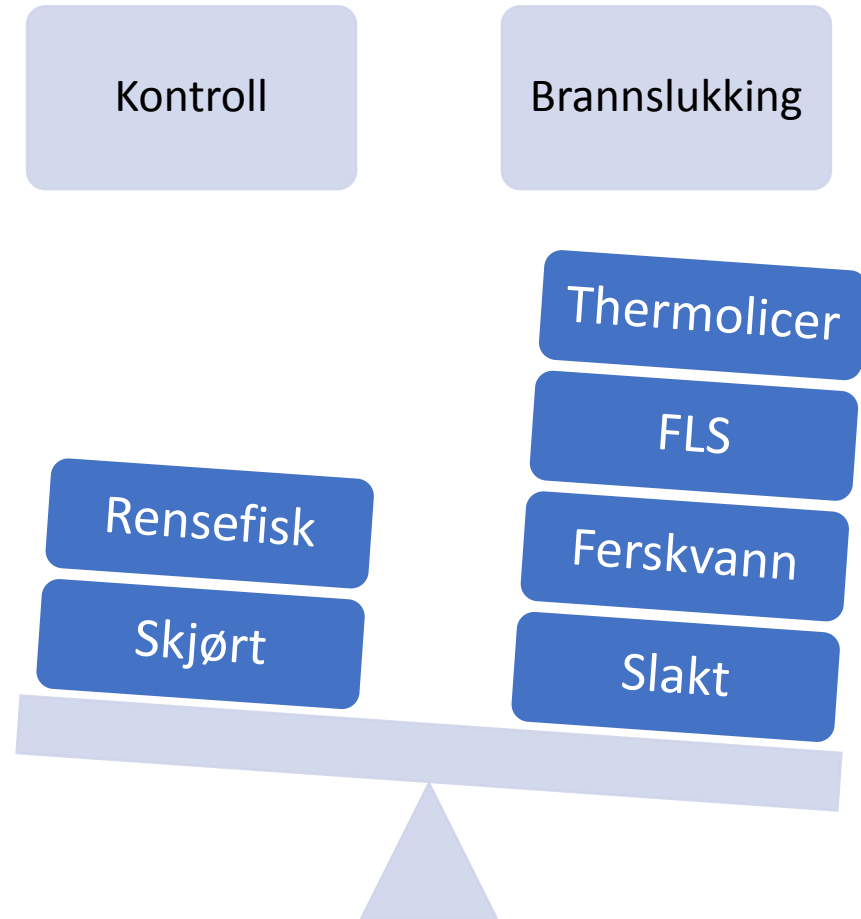 Kontroll
Brannslukking
Thermolicer
FLS
Rensefisk
Ferskvann
Skjørt
Slakt